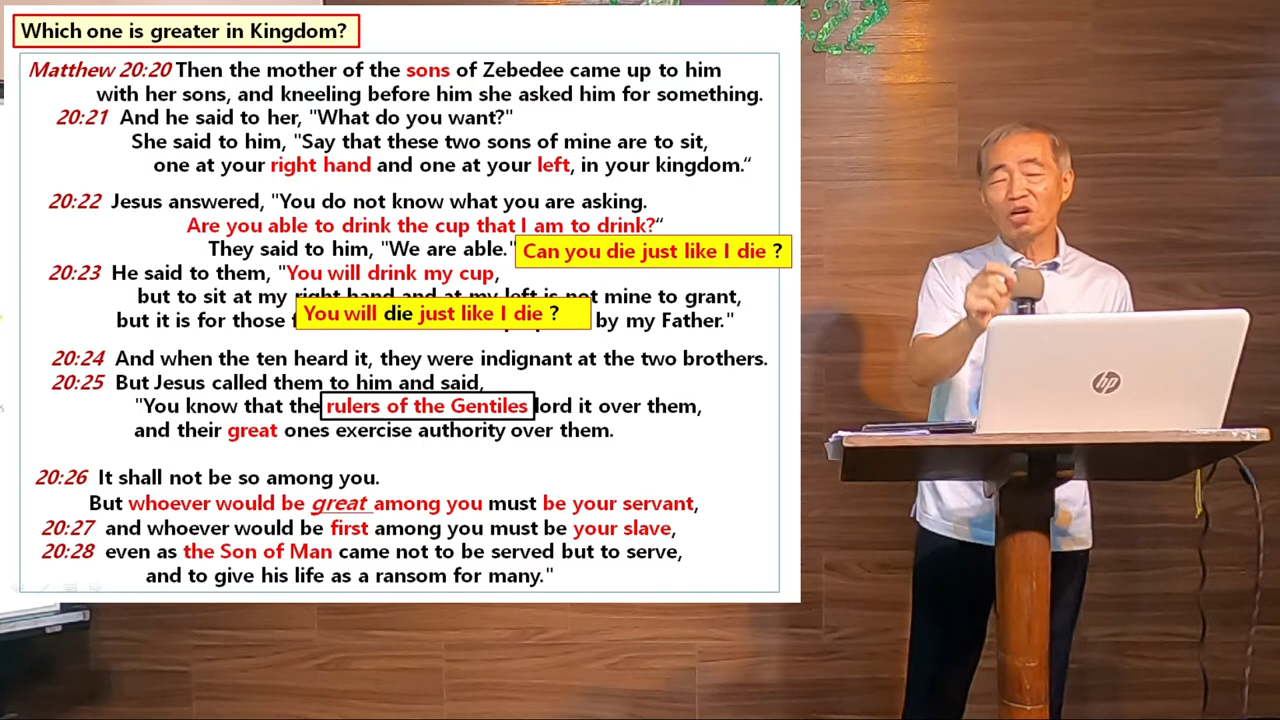 Which one is greater in Kingdom?
Matthew 20:20 Then the mother of the sons of Zebedee came up to him
with her sons, and kneeling before him she asked him for something.
20:21 And he said to her, "What do you want?"
She said to him, "Say that these two sons of mine are to sit,
one at your right hand and one at your left, in your kingdom.“
20:22 Jesus answered, "You do not know what you are asking.
Are you able to drink the cup that I am to drink?“
They said to him, "We are able."
Can you die just like I die ?
20:23 He said to them, "You will drink my cup,
but to sit at my right hand and at my left is not mine to grant,
but it is for those
You will die just like I die ?
by my Father."
20:24 And when the ten heard it, they were indignant at the two brothers.
20:25 But Jesus called them to him and said,
"You know that the rulers of the Gentiles lord it over them,
and their great ones exercise authority over them.
20:26 It shall not be so among you.
But whoever would be great among you must be your servant,
20:27 and whoever would be first among you must be your slave,
20:28 even as the Son of Man came not to be served but to serve,
and to give his life as a ransom for many."
22
hp